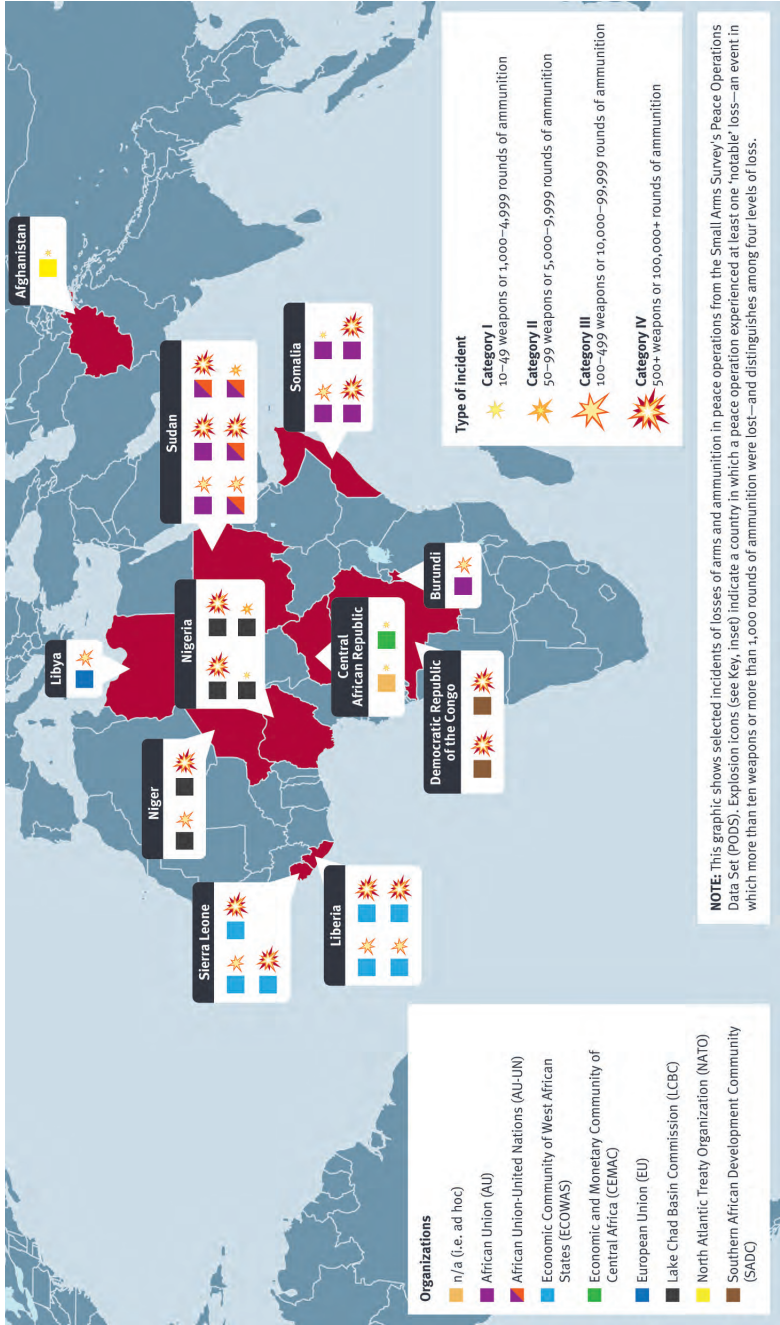 Afghanistan
Sudan
Somalia
Libya
Nigeria
Niger
Central
African Republic
Burundi
Democratic Republic
of the Congo
Sierra Leone
Liberia
Type of incident
Category I
10–49 weapons or 1,000–4,999 rounds of ammunition
Category II
50–99 weapons or 5,000–9,999 rounds of ammunition
Category III
100–499 weapons or 10,000–99,999 rounds of ammunition
Category IV
500+ weapons or 100,000+ rounds of ammunition
Organizations
n/a (i.e. ad hoc)
African Union (AU)
African Union-United Nations (AU-UN)
Economic Community of West African
States (ECOWAS)
Economic and Monetary Community of
Central Africa (CEMAC)
European Union (EU)
Lake Chad Basin Commission (LCBC)
North Atlantic Treaty Organization (NATO)
Southern African Development Community
(SADC)
NOTE: This graphic shows selected incidents of losses of arms and ammunition in peace operations from the Small Arms Survey's Peace Operations
Data Set (PODS). Explosion icons (see Key, inset) indicate a country in which a peace operation experienced at least one 'notable' loss—an event in
which more than ten weapons or more than 1,000 rounds of ammunition were lost—and distinguishes among four levels of loss.